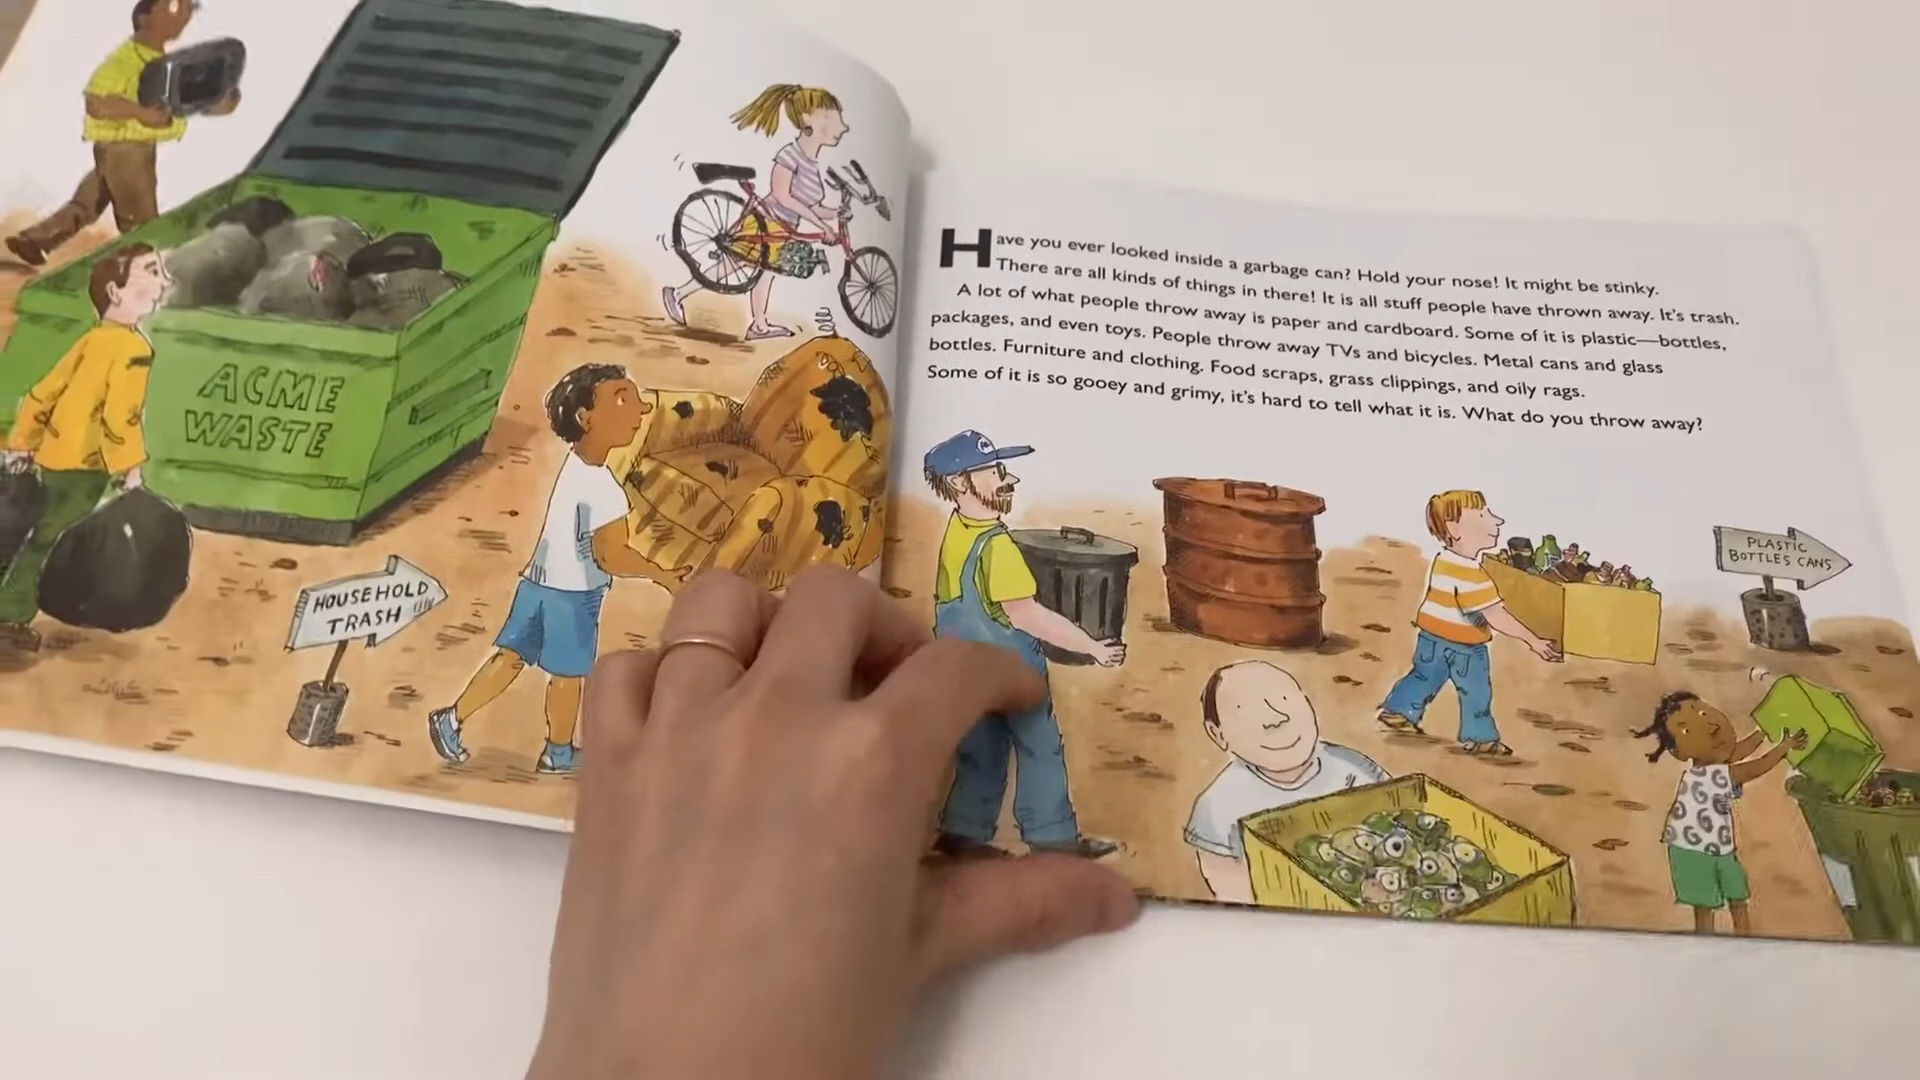 ACME
WASTE
HOUSEHOLD
TRASH
Have you ever looked inside a garbage can? Hold your nose! It might be stinky.
There are all kinds of things in there! It is all stuff people have thrown away. It's trash.
A lot of what people throw away is paper and cardboard. Some of it is plastic—bottles,
packages, and even toys. People throw away TVs and bicycles. Metal cans and glass
bottles. Furniture and clothing. Food scraps, grass clippings, and oily rags.
Some of it is so gooey and grimy, it's hard to tell what it is. What do you throw away?
PLASTIC
BOTTLES CANS